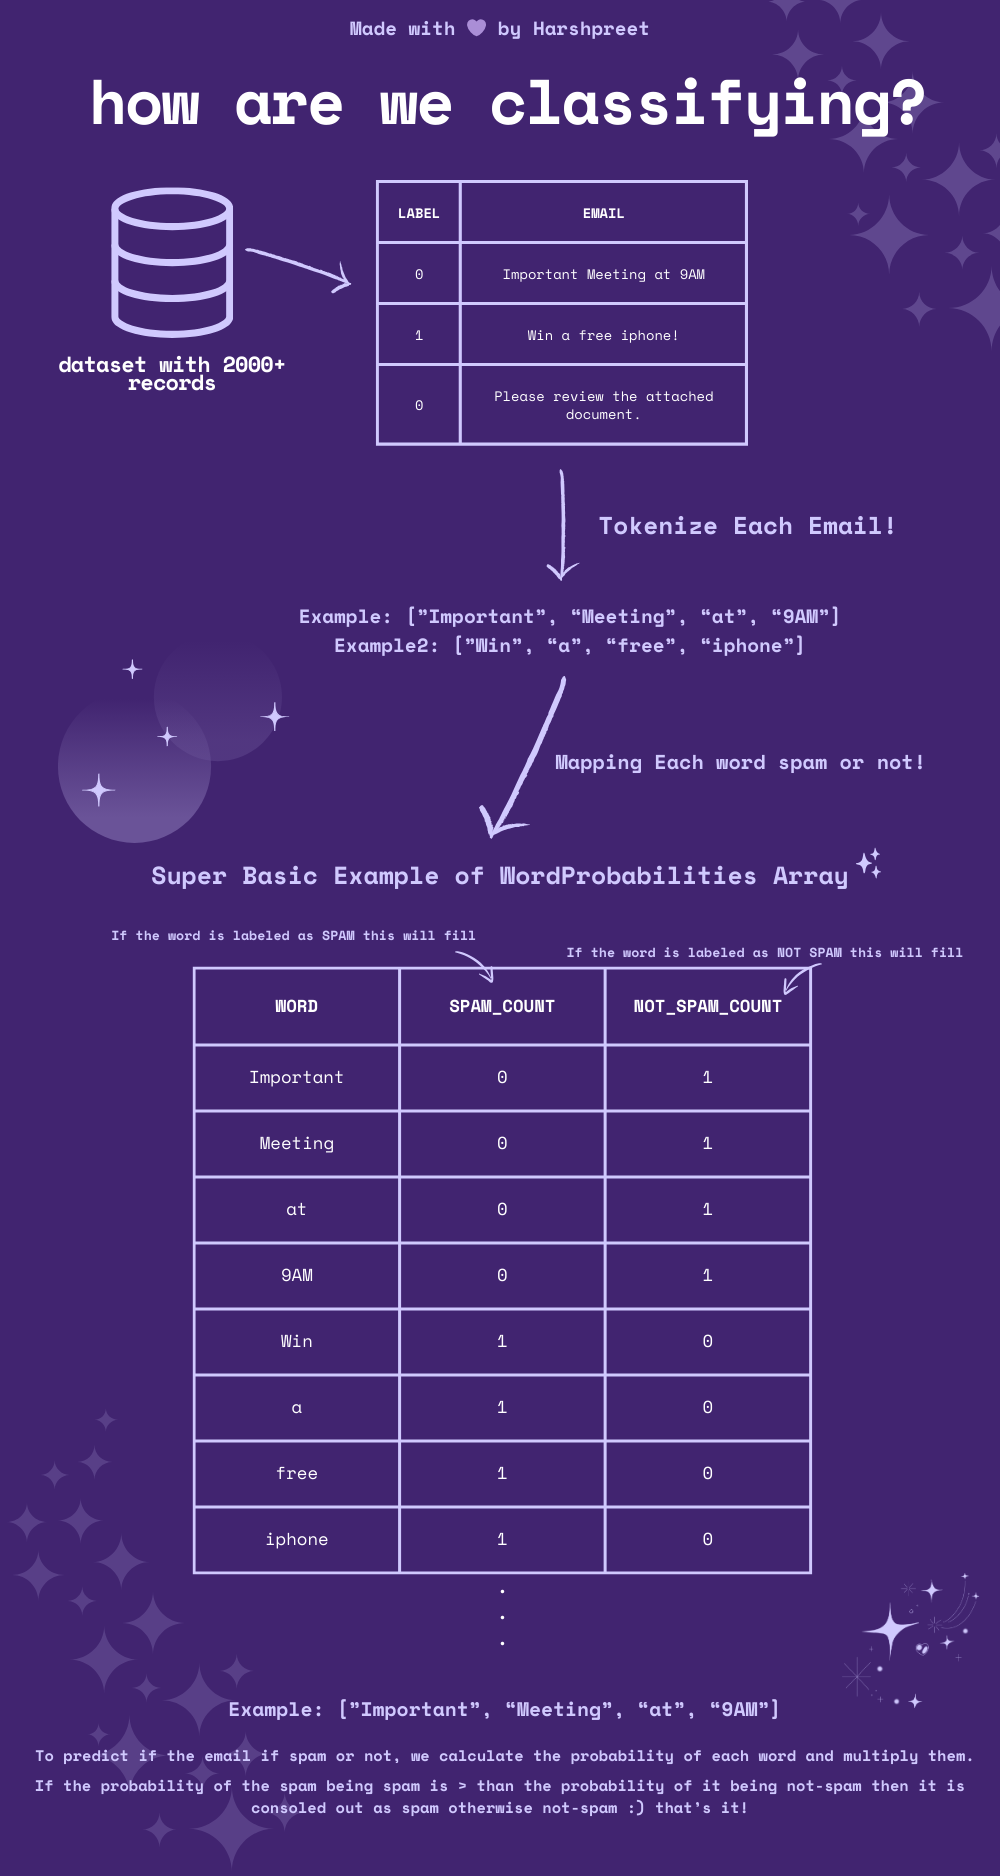 Made with 💜 by Harshpreet
how are we classifying?
LABEL EMAIL
0 Important Meeting at 9AM
1 Win a free iphone!
0 Please review the attached
document.
dataset with 2000+
records
Tokenize Each Email!
Example: [”Important”, “Meeting”, “at”, “9AM”]
Example2: [”Win”, “a”, “free”, “iphone”]
Mapping Each word spam or not!
Super Basic Example of WordProbabilities Array
If the word is labeled as SPAM this will fill
If the word is labeled as NOT SPAM this will fill
WORD SPAM_COUNT NOT_SPAM_COUNT
Important 0 1
Meeting 0 1
at 0 1
9AM 0 1
Win 1 0
a 1 0
free 1 0
iphone 1 0
.
.
.
Example: [”Important”, “Meeting”, “at”, “9AM”]
To predict if the email if spam or not, we calculate the probability of each word and multiply them.
If the probability of the spam being spam is > than the probability of it being not-spam then it is
consoled out as spam otherwise not-spam :) that’s it!